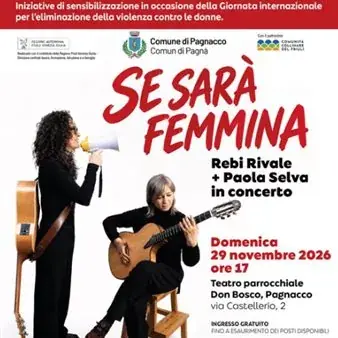 Iniziative di sensibilizzazione in occasione della Giornata internazionale
per l'eliminazione della violenza contro le donne.
Comune di Pagnacco
Comun di Pagnà
SE SARÀ
FEMMINA
Rebi Rivale
+ Paola Selva
in concerto
Domenica
29 novembre 2026
ore 17
Teatro parrocchiale
Don Bosco, Pagnacco
via Castellerio, 2
INGRESSO GRATUITO
FINO A ESAURIMENTO DEI POSTI DISPONIBILI